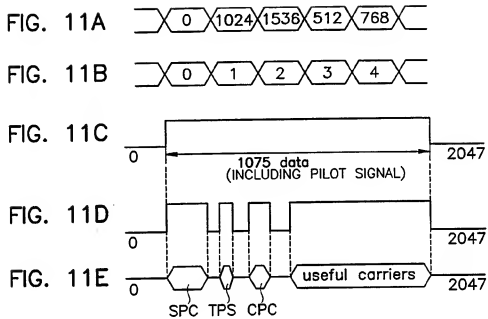 FIG. 11A 0 1024 1536 512 768
FIG. 11B 0 1 2 3 4
FIG. 11C 0 1075 data 2047
(INCLUDING PILOT SIGNAL)
FIG. 11D 0 2047
FIG. 11E 0 useful carriers 2047
SPC TPS CPC